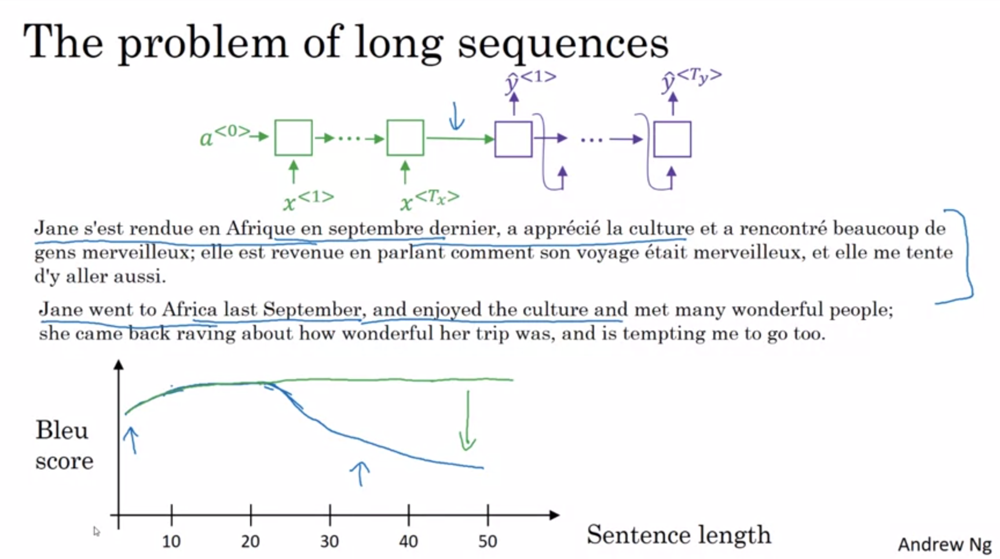 The problem of long sequences
ŷ<1> ŷ<Ty>
a<0>
x<1> x<Tx>
Jane s'est rendue en Afrique en septembre dernier, a apprécié la culture et a rencontré beaucoup de
gens merveilleux; elle est revenue en parlant comment son voyage était merveilleux, et elle me tente
d'y aller aussi.
Jane went to Africa last September, and enjoyed the culture and met many wonderful people;
she came back raving about how wonderful her trip was, and is tempting me to go too.
Bleu
score
10 20 30 40 50
Sentence length
Andrew Ng